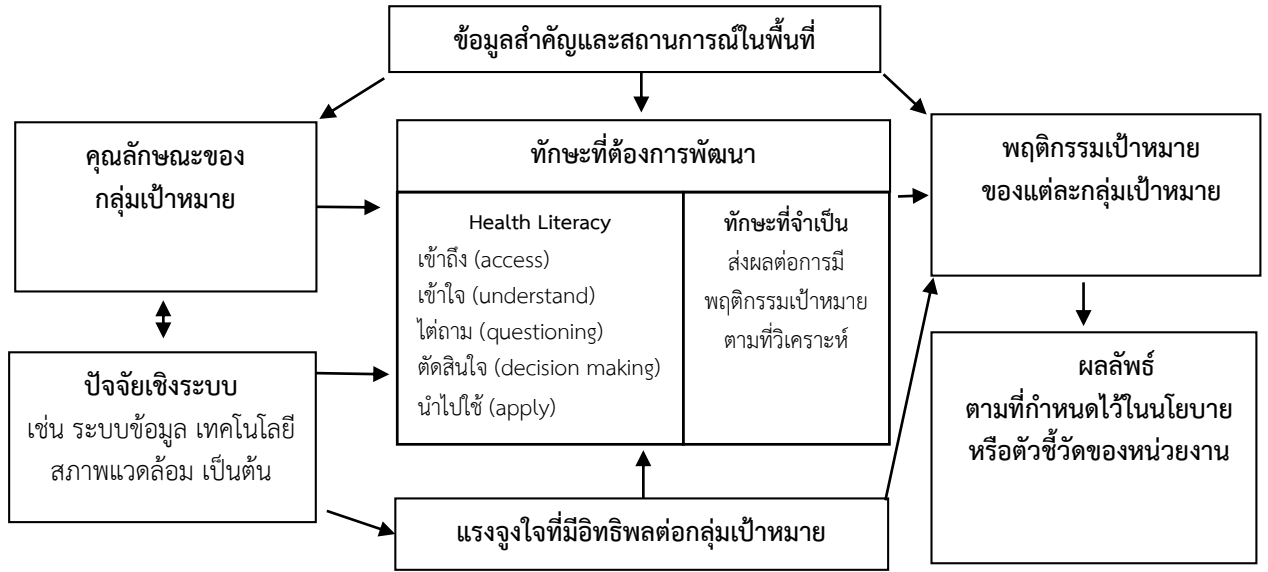 ข้อมูลสำคัญและสถานการณ์ในพื้นที่
คุณลักษณะของ
กลุ่มเป้าหมาย
ทักษะที่ต้องการพัฒนา
Health Literacy
เข้าถึง (access)
เข้าใจ (understand)
ไต่ถาม (questioning)
ตัดสินใจ (decision making)
นำไปใช้ (apply)
ทักษะที่จำเป็น
ส่งผลต่อการมี
พฤติกรรมเป้าหมาย
ตามที่วิเคราะห์
พฤติกรรมเป้าหมาย
ของแต่ละกลุ่มเป้าหมาย
ปัจจัยเชิงระบบ
เช่น ระบบข้อมูล เทคโนโลยี
สภาพแวดล้อม เป็นต้น
แรงจูงใจที่มีอิทธิพลต่อกลุ่มเป้าหมาย
ผลลัพธ์
ตามที่กำหนดไว้ในนโยบาย
หรือตัวชี้วัดของหน่วยงาน